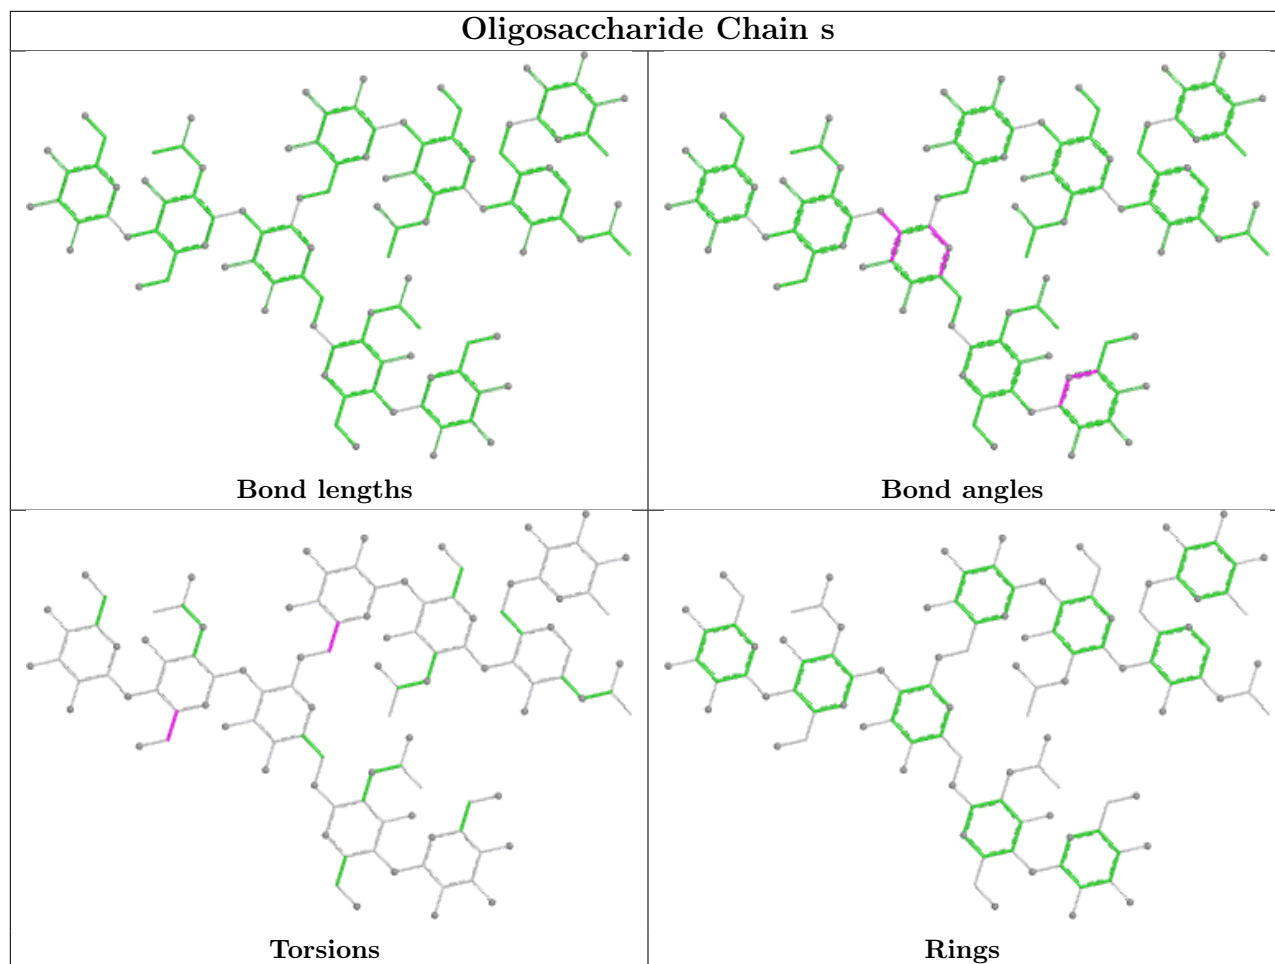 Oligosaccharide Chain s
Bond lengths
Bond angles
Torsions
Rings